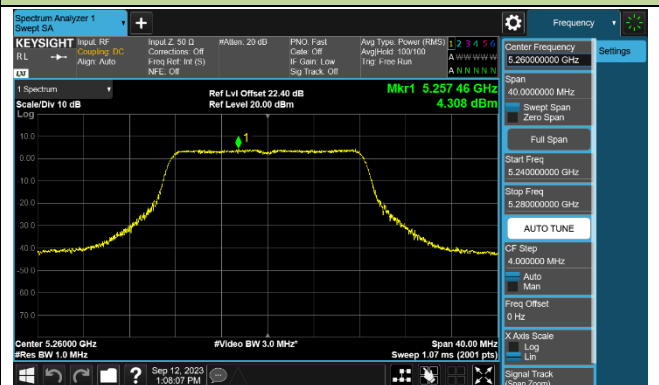 Spectrum Analyzer 1
Swept SA
Frequency
KEYSIGHT Input: RF
RL Coupling: DC
Align: Auto
LXI
Input Z: 50 Ω
Corrections: Off
Freq Ref: Int (S)
NFE: Off
#Atten: 20 dB
PNO: Fast
Gate: Off
IF Gain: Low
Sig Track: Off
Avg Type: Power (RMS)
Avg|Hold: 100/100
Trig: Free Run
1 2 3 4 5 6
A W W W W W
A N N N N N
1 Spectrum
Scale/Div 10 dB
Log
Ref Lvl Offset 22.40 dB
Ref Level 20.00 dBm
Mkr1 5.257 46 GHz
4.308 dBm
1
10.0
0.00
-10.0
-20.0
-30.0
-40.0
-50.0
-60.0
-70.0
Center 5.26000 GHz
#Res BW 1.0 MHz
#Video BW 3.0 MHz*
Span 40.00 MHz
Sweep 1.07 ms (2001 pts)
Sep 12, 2023
1:08:07 PM
Center Frequency
5.260000000 GHz
Settings
Span
40.0000000 MHz
Swept Span
Zero Span
Full Span
Start Freq
5.240000000 GHz
Stop Freq
5.280000000 GHz
AUTO TUNE
CF Step
4.000000 MHz
Auto
Man
Freq Offset
0 Hz
X Axis Scale
Log
Lin
Signal Track
(Span Zoom)